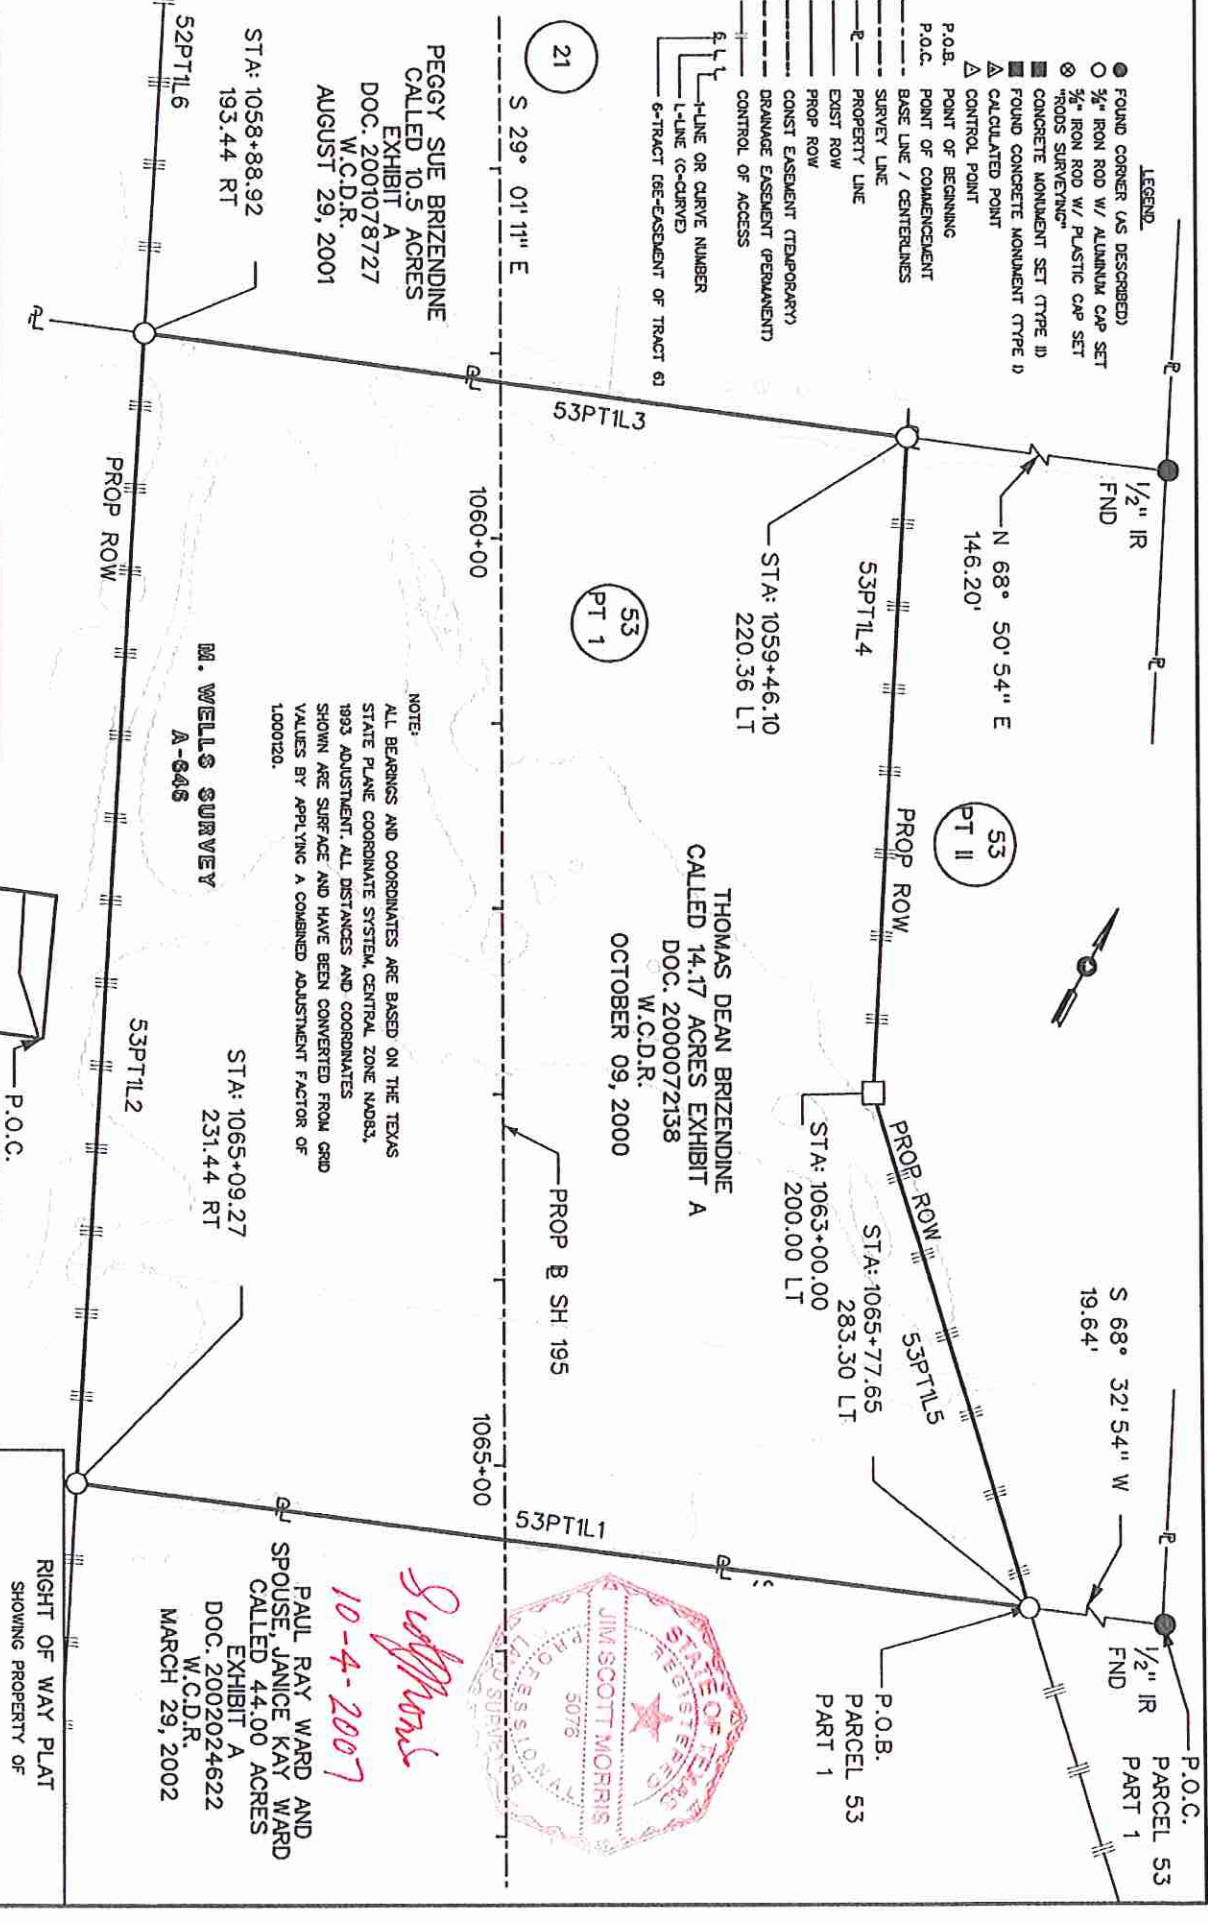 LEGEND
FOUND CORNER (AS DESCRIBED)
5/8" IRON ROD W/ ALUMINUM CAP SET
5/8" IRON ROD W/ PLASTIC CAP SET
"RODS SURVEYING"
CONCRETE MONUMENT SET (TYPE II)
FOUND CONCRETE MONUMENT (TYPE I)
CALCULATED POINT
CONTROL POINT
P.O.B. POINT OF BEGINNING
P.O.C. POINT OF COMMENCEMENT
BASE LINE / CENTERLINES
SURVEY LINE
PROPERTY LINE
EXIST ROW
PROP ROW
CONST EASEMENT (TEMPORARY)
DRAINAGE EASEMENT (PERMANENT)
CONTROL OF ACCESS
6 L 1
1-LINE OR CURVE NUMBER
L-LINE (C-CURVE)
6-TRACT [6E-EASEMENT OF TRACT 6]
1/2" IR
FND
N 68° 50' 54" E
146.20'
S 68° 32' 54" W
19.64'
1/2" IR
FND
P.O.C.
PARCEL 53
PART 1
P.O.B.
PARCEL 53
PART 1
53
PT II
53PT1L4
PROP ROW
PROP ROW
53PT1L5
STA: 1065+77.65
283.30 LT
STA: 1063+00.00
200.00 LT
STA: 1059+46.10
220.36 LT
THOMAS DEAN BRIZENDINE
CALLED 14.17 ACRES EXHIBIT A
DOC. 2000072138
W.C.D.R.
OCTOBER 09, 2000
53
PT 1
21
S 29° 01' 11" E
53PT1L3
1060+00
PROP BL SH 195
1065+00
53PT1L1
STATE OF TEXAS
REGISTERED
JIM SCOTT MORRIS
5076
PROFESSIONAL
LAND SURVEYOR
10-4-2007
PEGGY SUE BRIZENDINE
CALLED 10.5 ACRES
EXHIBIT A
DOC. 2001078727
W.C.D.R.
AUGUST 29, 2001
NOTE:
ALL BEARINGS AND COORDINATES ARE BASED ON THE TEXAS
STATE PLANE COORDINATE SYSTEM, CENTRAL ZONE NAD83,
1993 ADJUSTMENT. ALL DISTANCES AND COORDINATES
SHOWN ARE SURFACE AND HAVE BEEN CONVERTED FROM GRID
VALUES BY APPLYING A COMBINED ADJUSTMENT FACTOR OF
1.000120.
PAUL RAY WARD AND
SPOUSE, JANICE KAY WARD
CALLED 44.00 ACRES
EXHIBIT A
DOC. 2002024622
W.C.D.R.
MARCH 29, 2002
STA: 1058+88.92
193.44 RT
52PT1L6
PROP ROW
M. WELLS SURVEY
A-846
STA: 1065+09.27
231.44 RT
53PT1L2
P.O.C.
RIGHT OF WAY PLAT
SHOWING PROPERTY OF